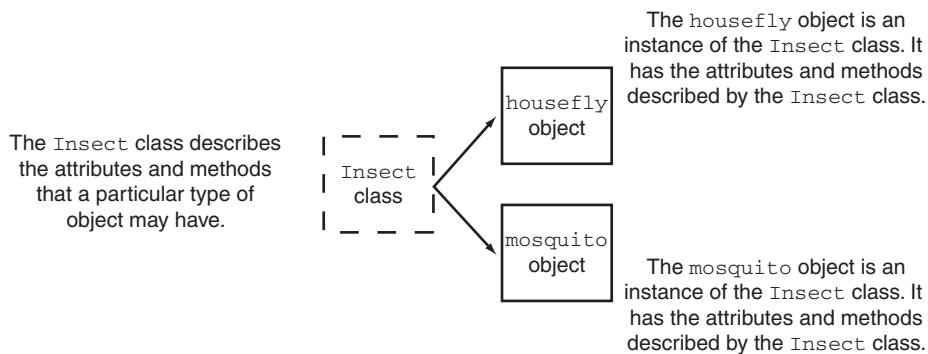 The Insect class describes
the attributes and methods
that a particular type of
object may have.
Insect
class
housefly
object
The housefly object is an
instance of the Insect class. It
has the attributes and methods
described by the Insect class.
mosquito
object
The mosquito object is an
instance of the Insect class. It
has the attributes and methods
described by the Insect class.